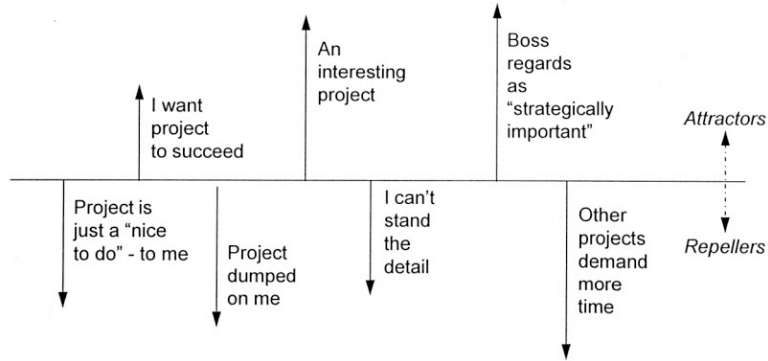 An
interesting
project
Boss
regards
as
“strategically
important”
I want
project
to succeed
Attractors
Project is
just a “nice
to do” - to me
Project
dumped
on me
I can’t
stand
the
detail
Other
projects
demand
more
time
Repellers